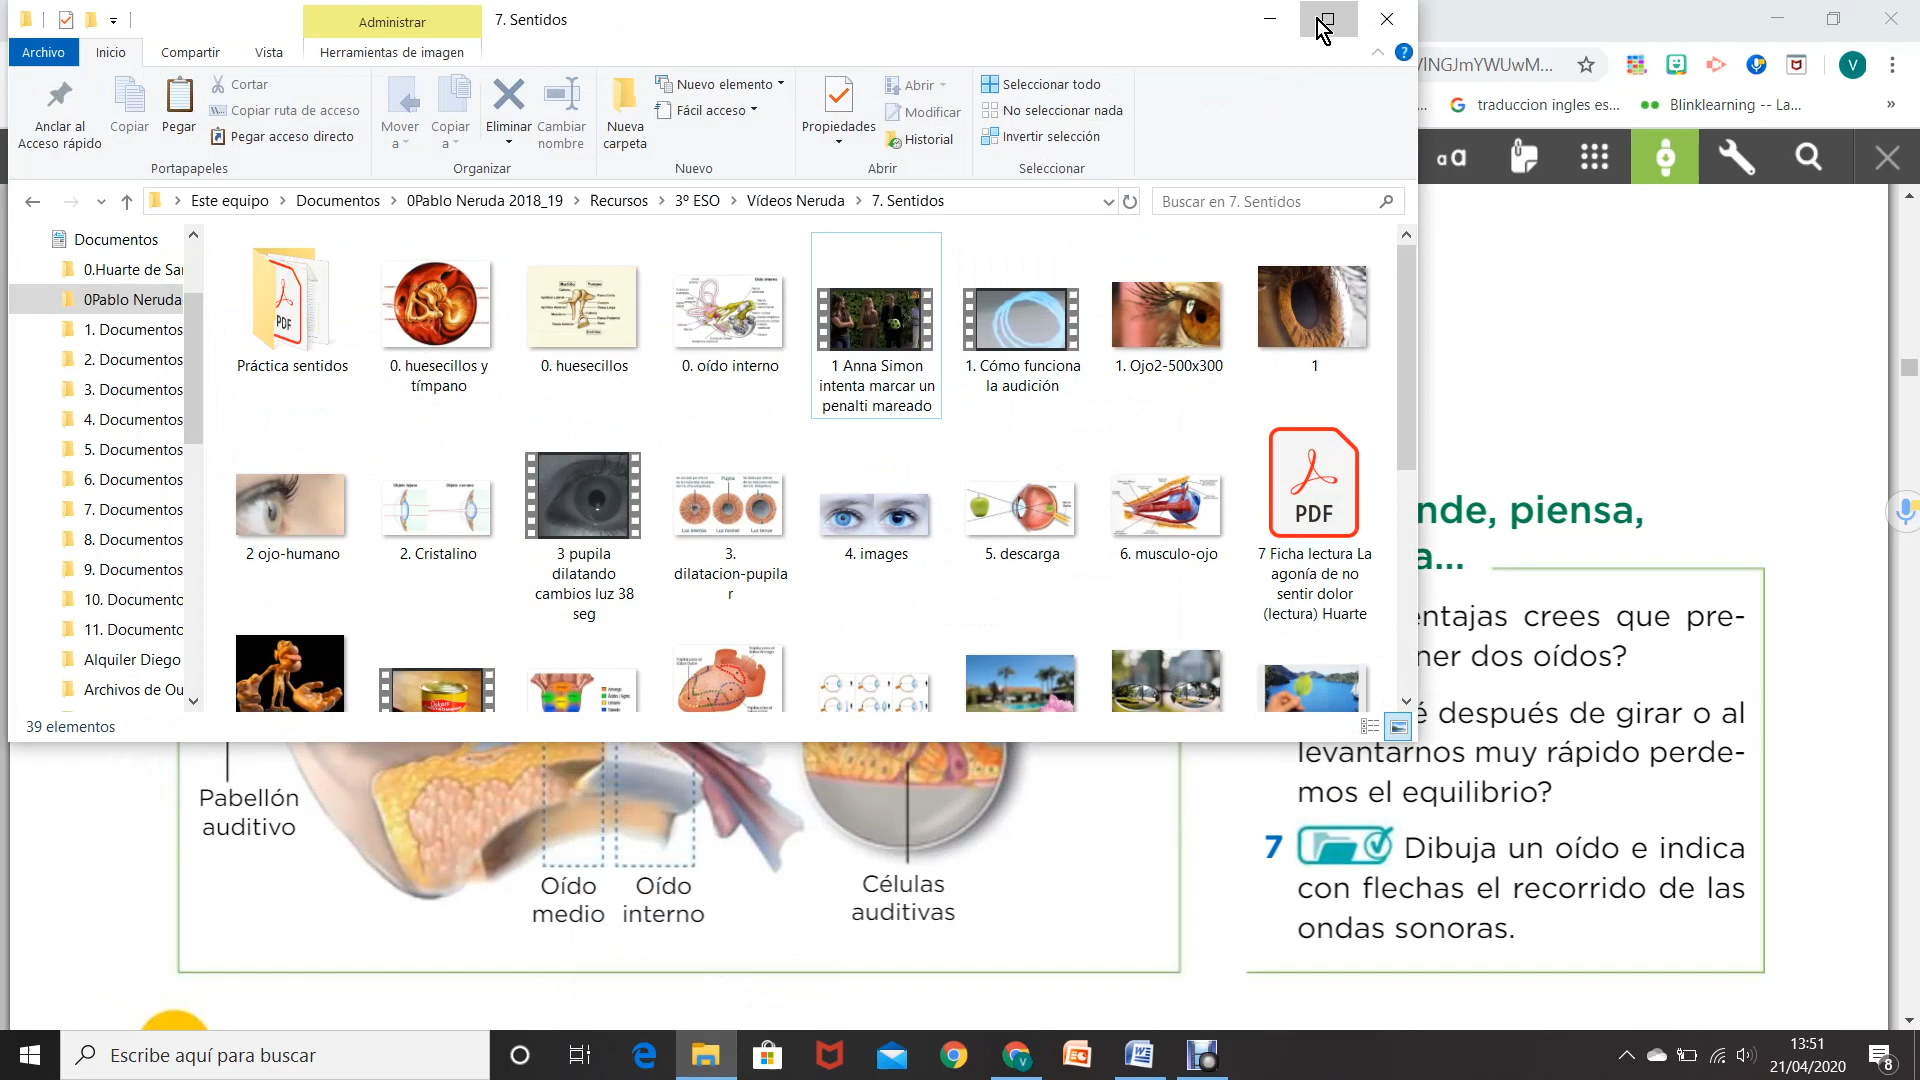 Administrar
7. Sentidos
Archivo
Inicio
Compartir
Vista
Herramientas de imagen
Anclar al
Acceso rápido
Copiar
Pegar
Cortar
Copiar ruta de acceso
Pegar acceso directo
Portapapeles
Mover
a
Copiar
a
Eliminar
Cambiar
nombre
Organizar
Nueva
carpeta
Nuevo elemento
Fácil acceso
Nuevo
Propiedades
Abrir
Modificar
Historial
Abrir
Seleccionar todo
No seleccionar nada
Invertir selección
Seleccionar
Este equipo
Documentos
0Pablo Neruda 2018_19
Recursos
3º ESO
Vídeos Neruda
7. Sentidos
Buscar en 7. Sentidos
/lNGJmYWUwM...
V
traduccion ingles es...
Blinklearning -- La...
»
aa
Documentos
0.Huarte de Sa
0Pablo Neruda
1. Documentos
2. Documentos
3. Documentos
4. Documentos
5. Documentos
6. Documentos
7. Documentos
8. Documentos
9. Documentos
10. Documento
11. Documento
Alquiler Diego
Archivos de Ou
PDF
Práctica sentidos
0. huesecillos y
tímpano
0. huesecillos
Oído interno
0. oído interno
1 Anna Simon
intenta marcar un
penalti mareado
1. Cómo funciona
la audición
1. Ojo2-500x300
1
2 ojo-humano
2. Cristalino
3 pupila
dilatando
cambios luz 38
seg
3.
dilatacion-pupila
r
4. images
5. descarga
6. musculo-ojo
PDF
7 Ficha lectura La
agonía de no
sentir dolor
(lectura) Huarte
39 elementos
nde, piensa,
a...
entajas crees que pre-
ner dos oídos?
é después de girar o al
levantarnos muy rápido perde-
mos el equilibrio?
7 Dibuja un oído e indica
con flechas el recorrido de las
ondas sonoras.
Pabellón
auditivo
Oído
medio
Oído
interno
Células
auditivas
Escribe aquí para buscar
13:51
21/04/2020
8